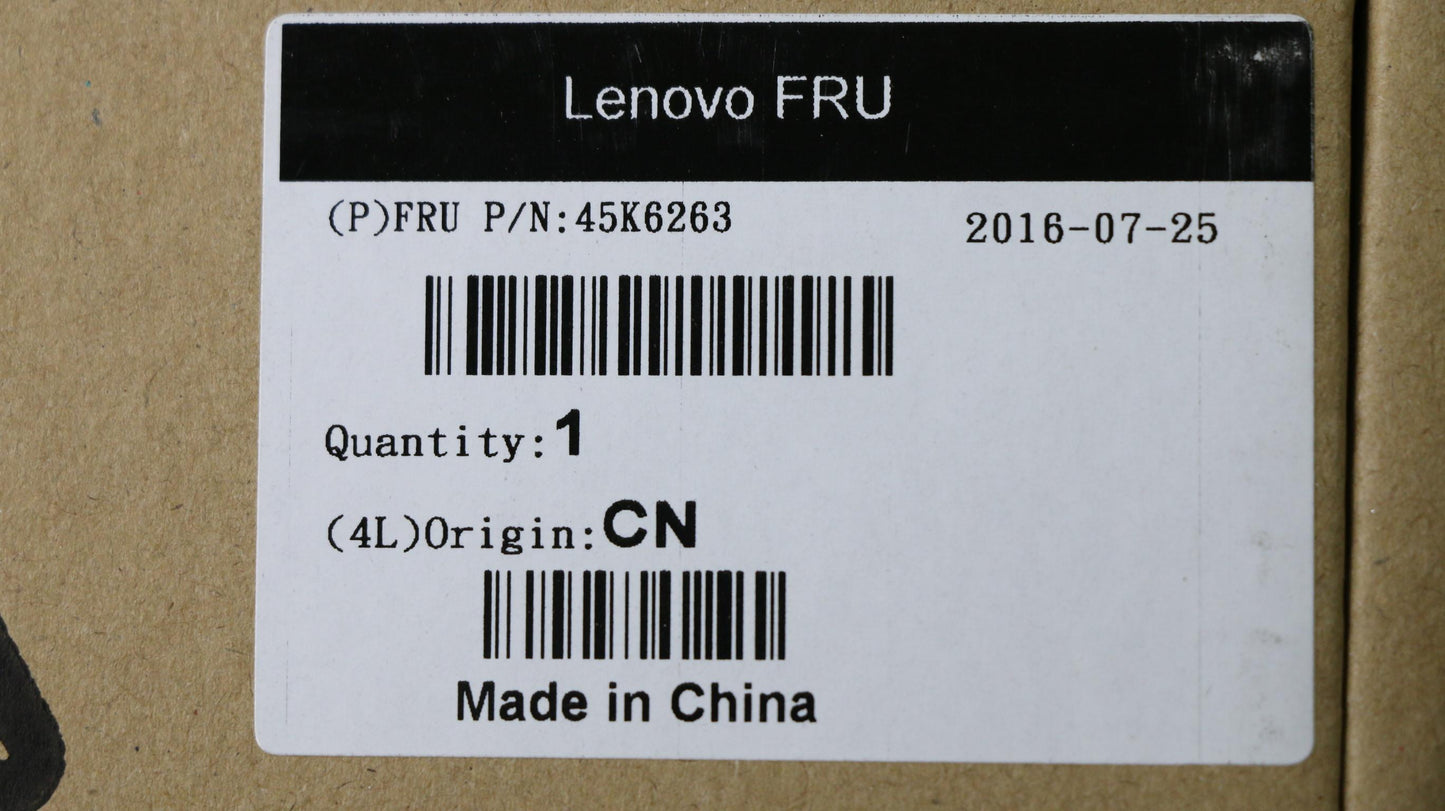 Lenovo FRU
(P)FRU P/N:45K6263
2016-07-25
Quantity:1
(4L)Origin:CN
Made in China